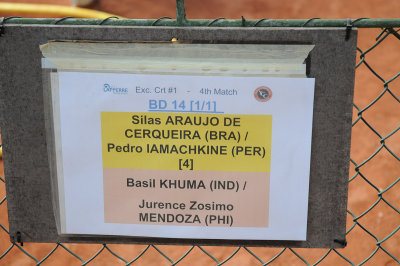 Exc. Crt #1 - 4th Match
BD 14 [1/1]
Silas ARAUJO DE
CERQUEIRA (BRA) /
Pedro IAMACHKINE (PER)
[4]
Basil KHUMA (IND) /
Jurence Zosimo
MENDOZA (PHI)